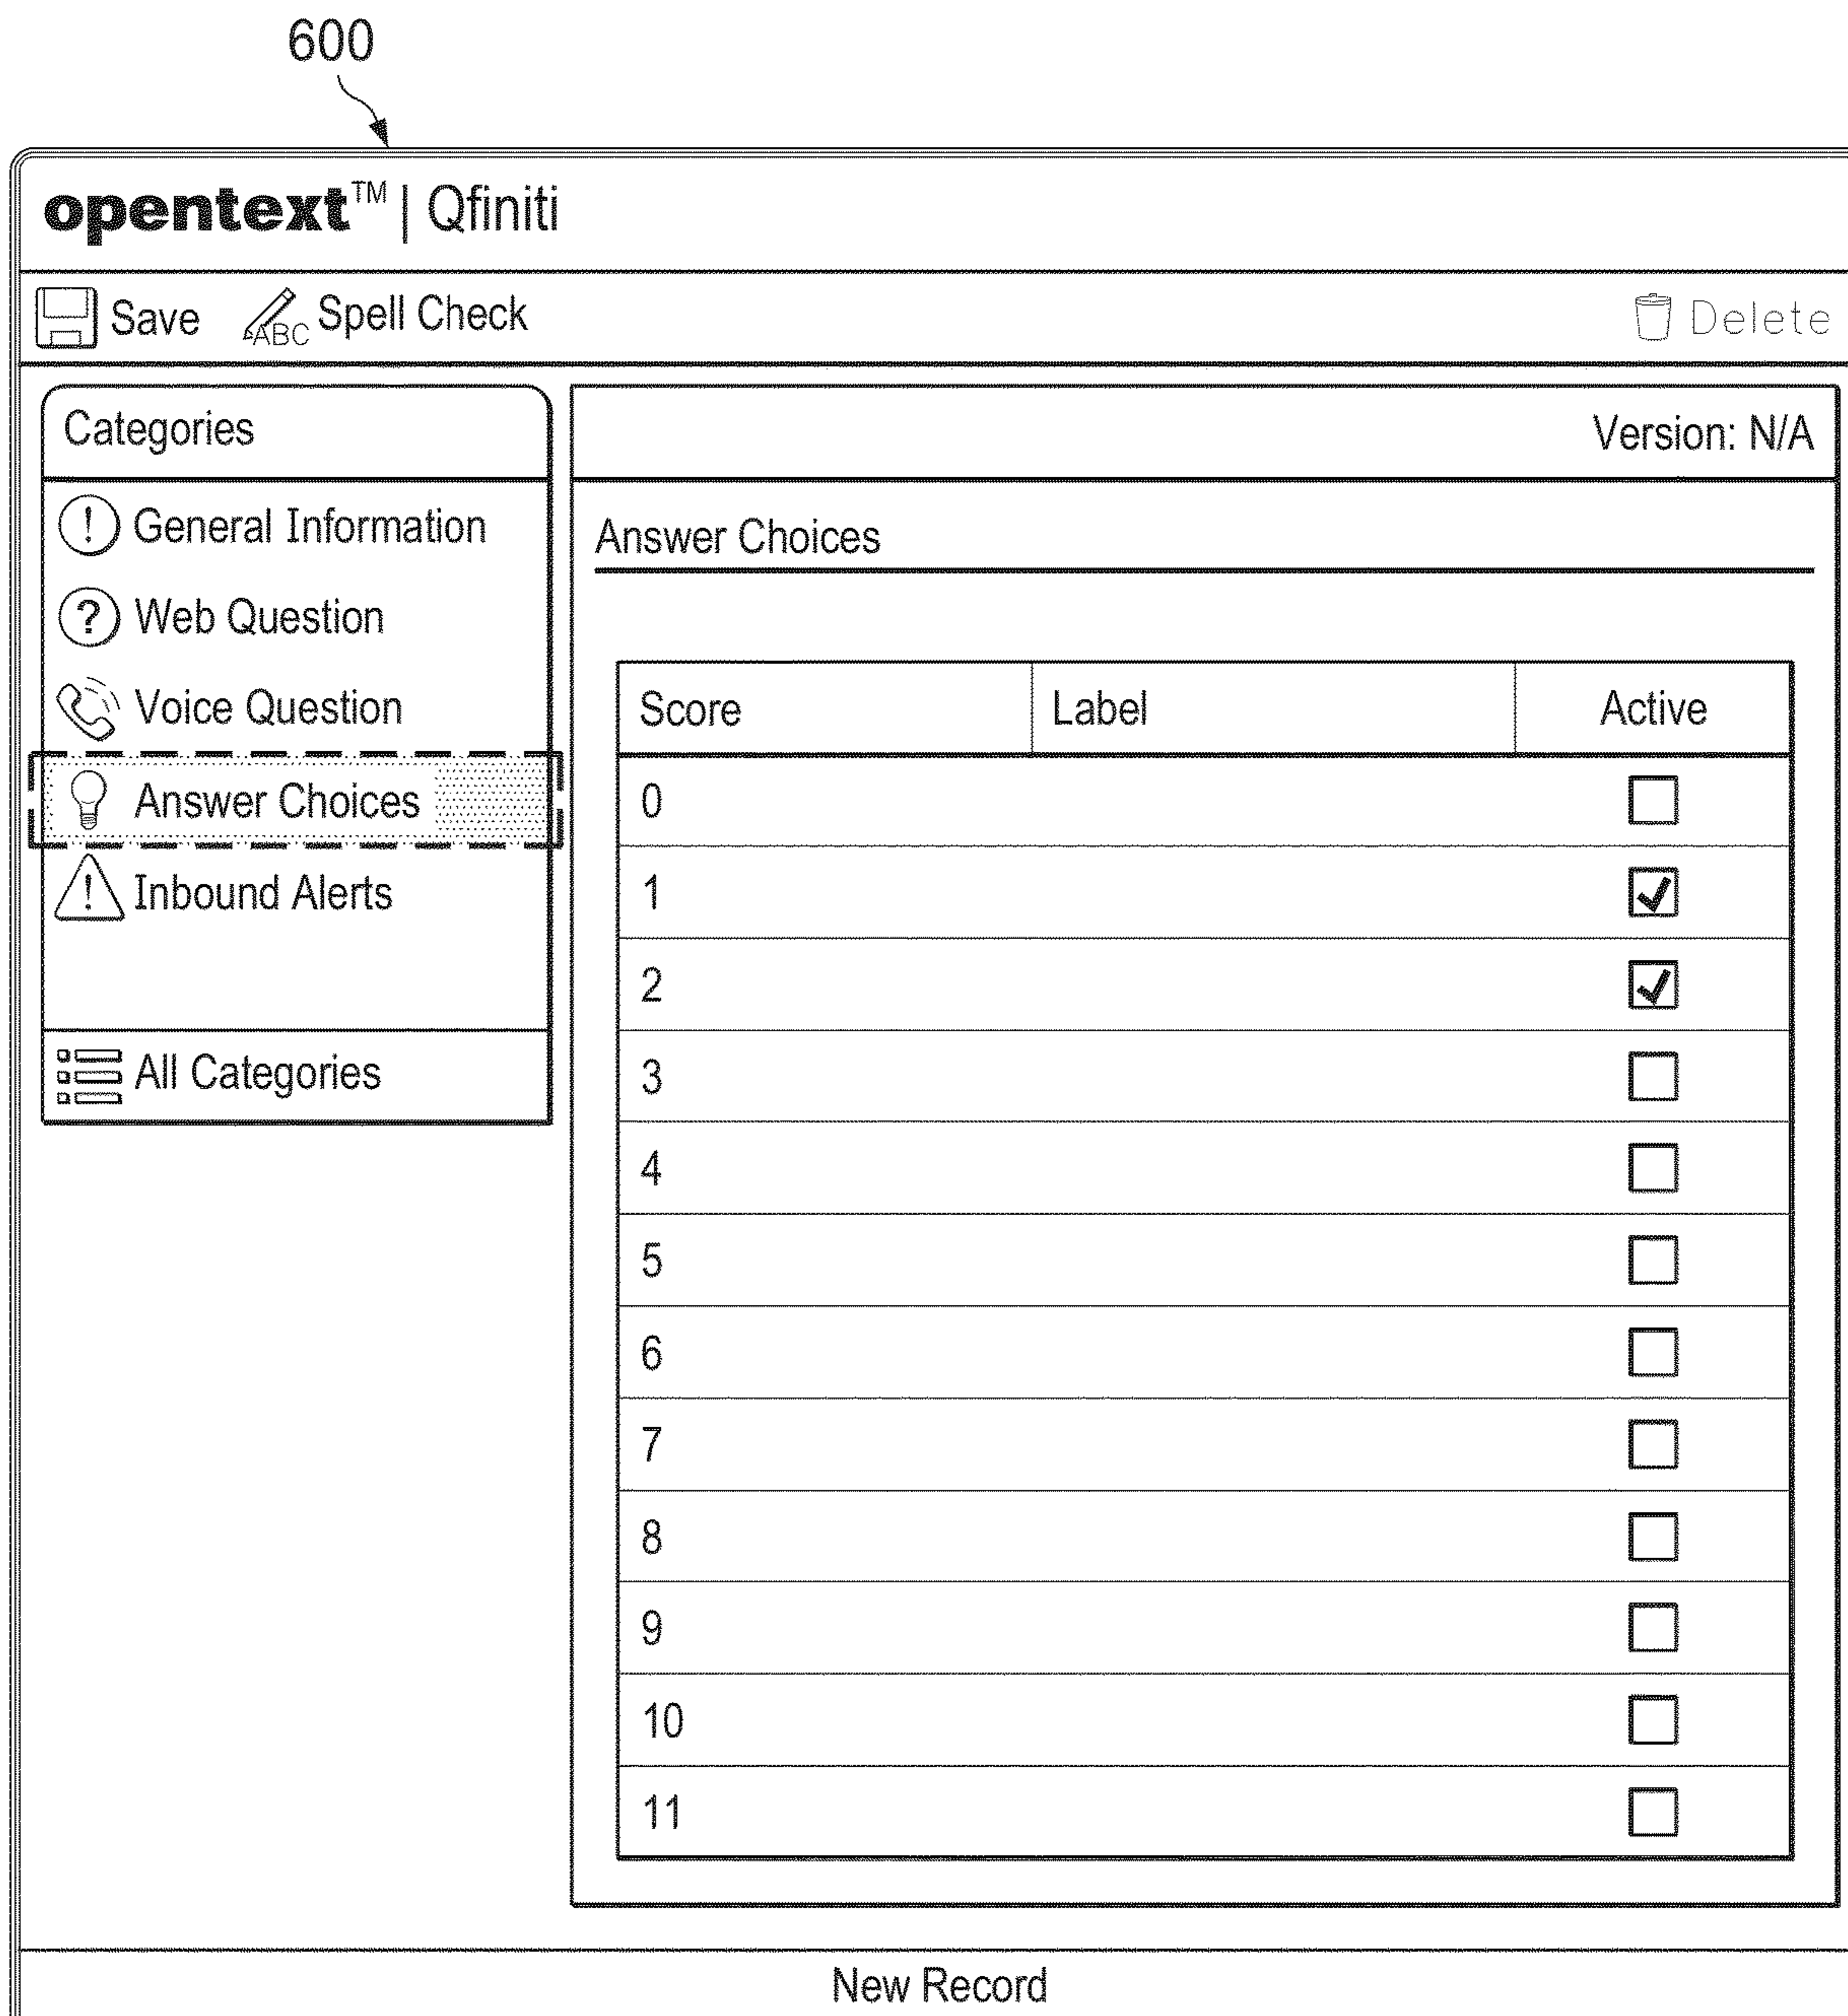 600
opentext™ | Qfiniti
Save ABC Spell Check Delete
Categories
! General Information
? Web Question
Voice Question
Answer Choices
! Inbound Alerts
All Categories
Version: N/A
Answer Choices
Score Label Active
0
1
2
3
4
5
6
7
8
9
10
11
New Record